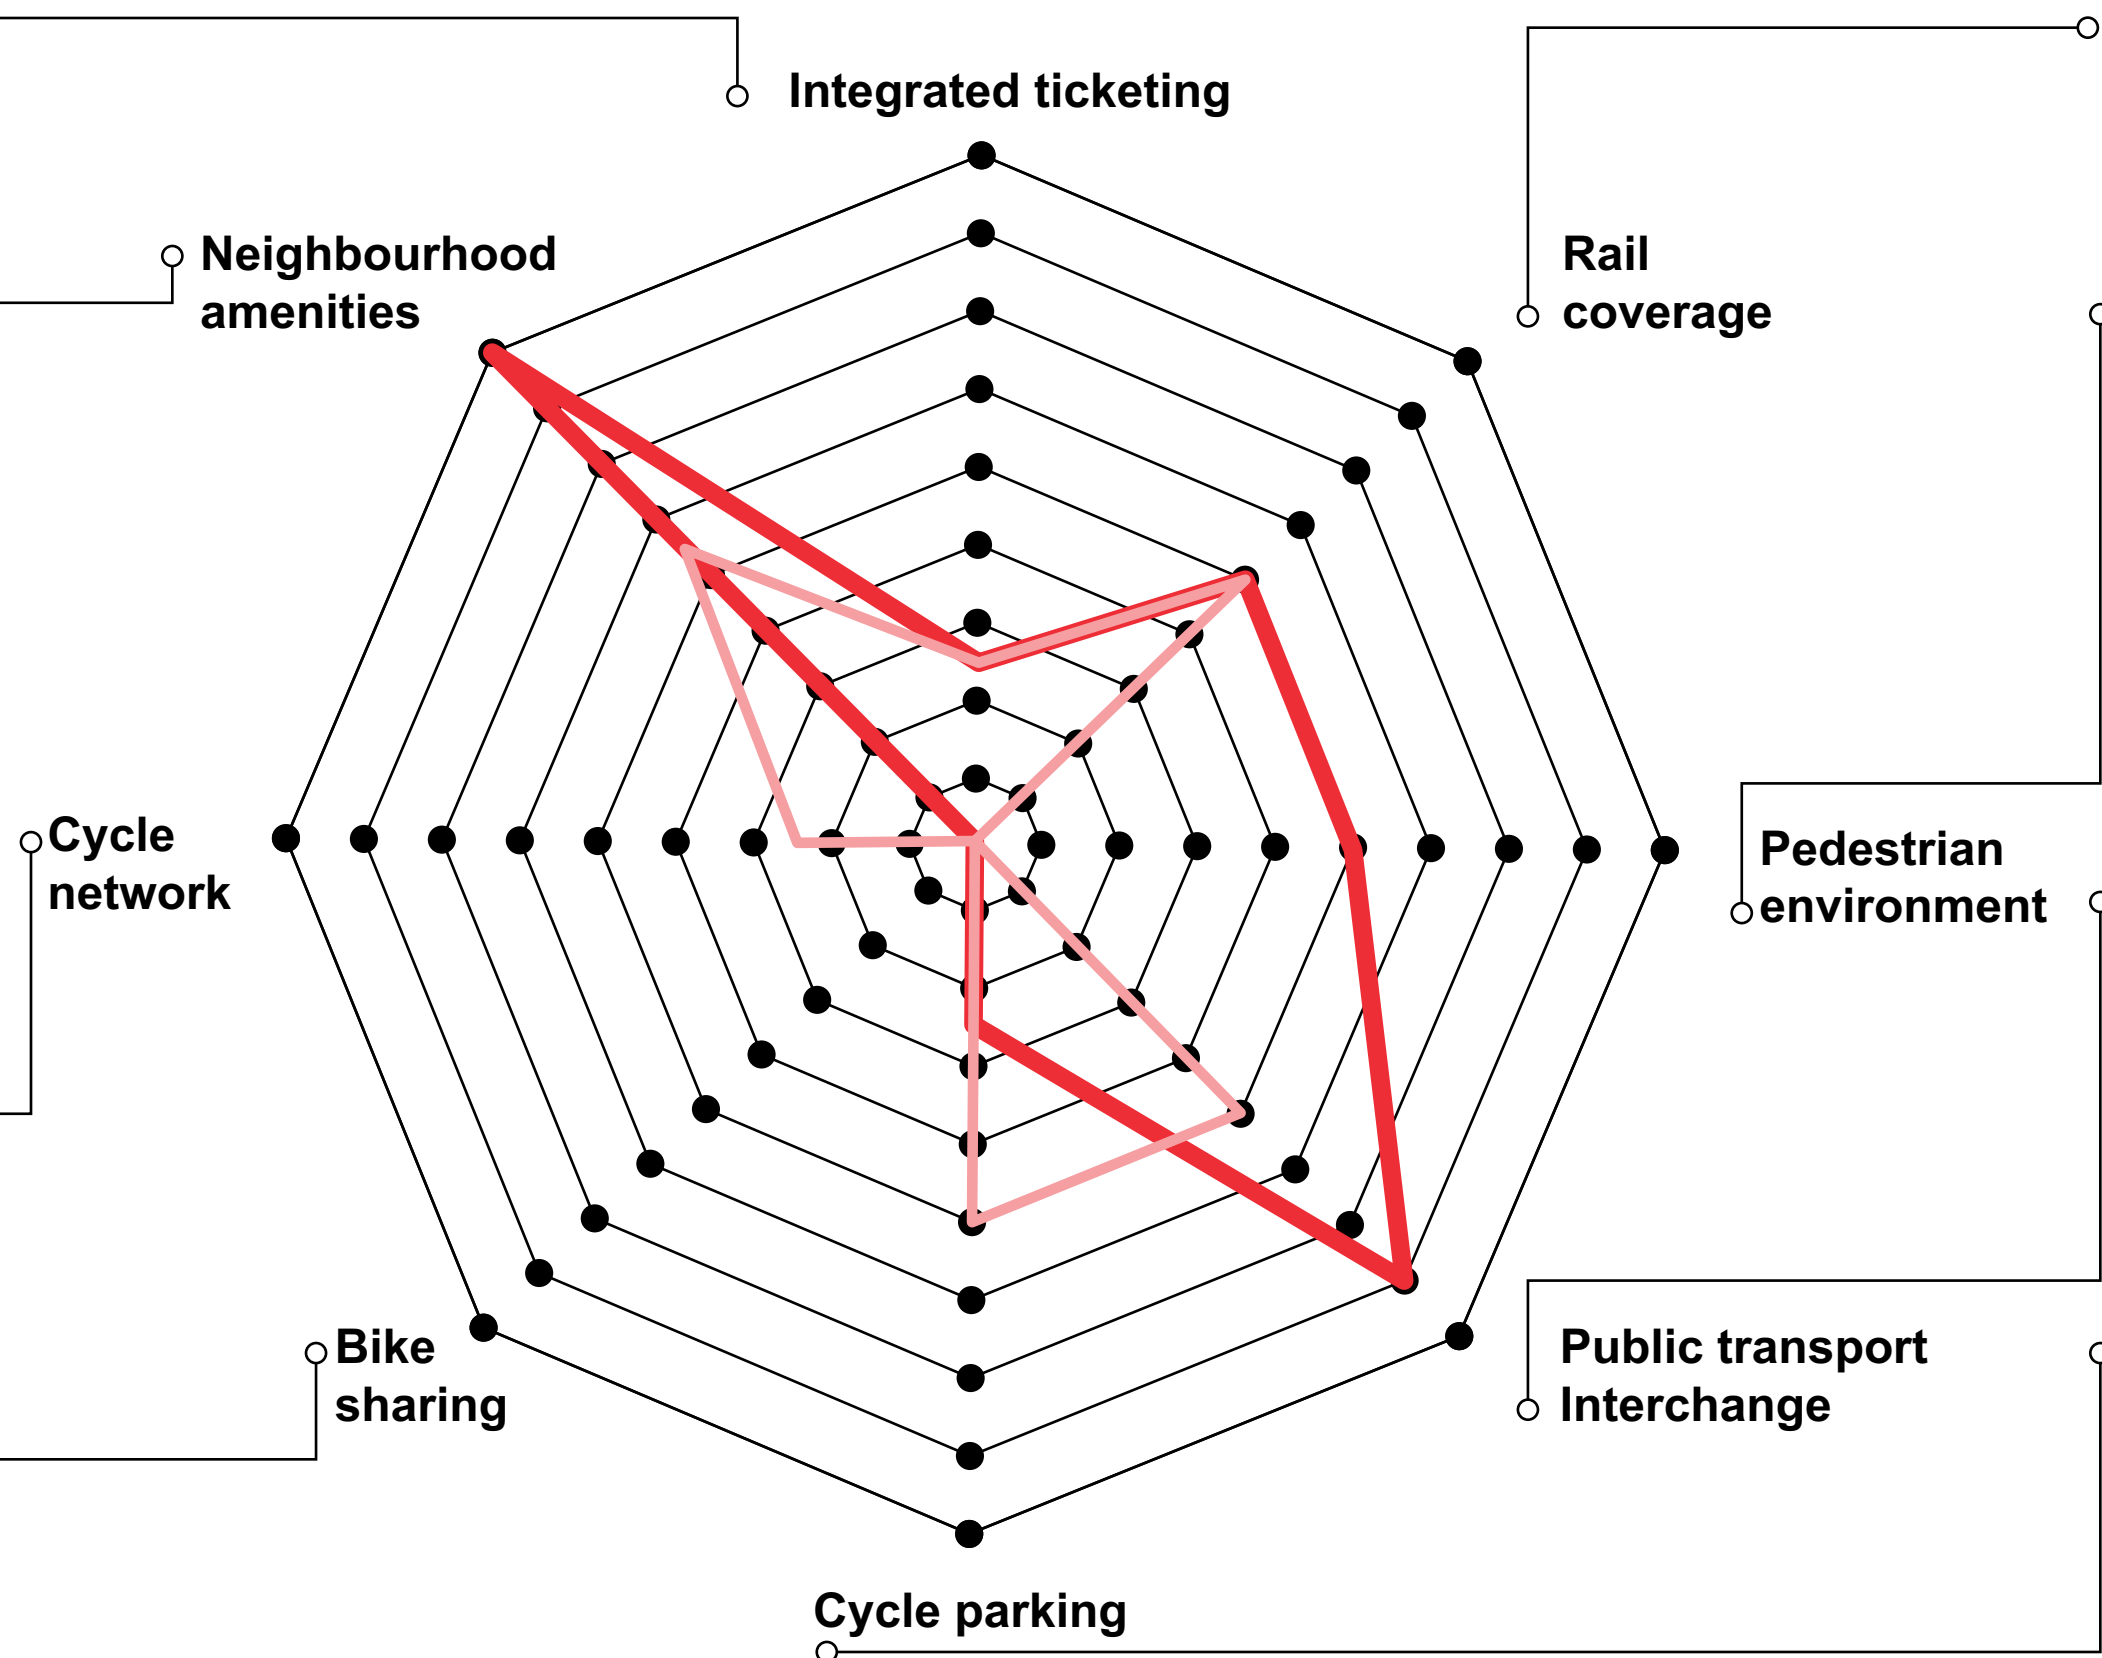 Integrated ticketing
Neighbourhood
amenities
Rail
coverage
Cycle
network
Pedestrian
environment
Bike
sharing
Public transport
Interchange
Cycle parking